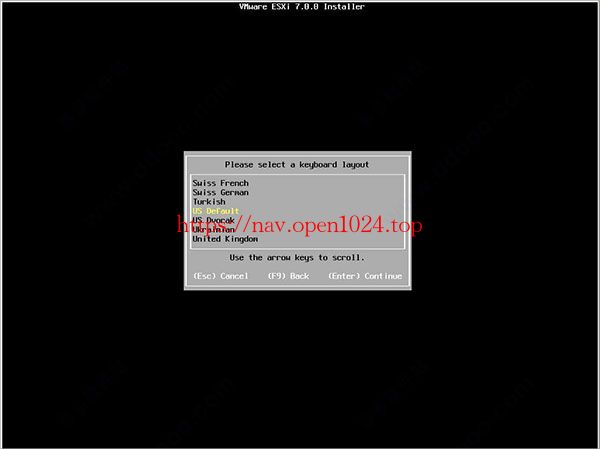 VMware ESXi 7.0.0 Installer
Please select a keyboard layout
Swiss French
Swiss German
Turkish
US Default
https://nav.open1024.top
US Dvorak
Ukrainian
United Kingdom
Use the arrow keys to scroll.
(Esc) Cancel (F9) Back (Enter) Continue